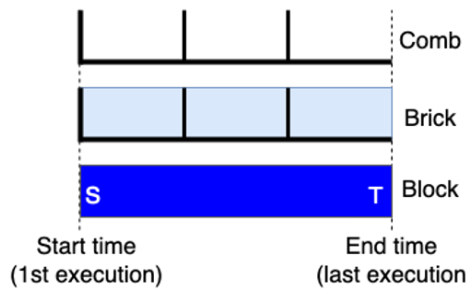 Comb
Brick
S T Block
Start time End time
(1st execution) (last execution